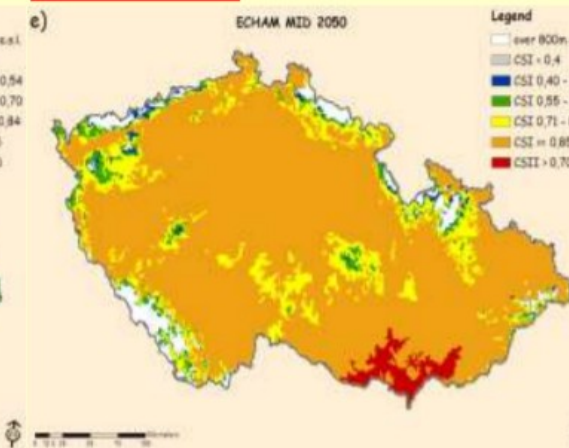 e)
ECHAM MID 2050
Legend
over 800m
CSI < 0,4
CSI 0,40 -
CSI 0,55 -
CSI 0,71 -
CSI >= 0,85
CSII > 0,70
a.s.l.
0,54
0,70
0,84